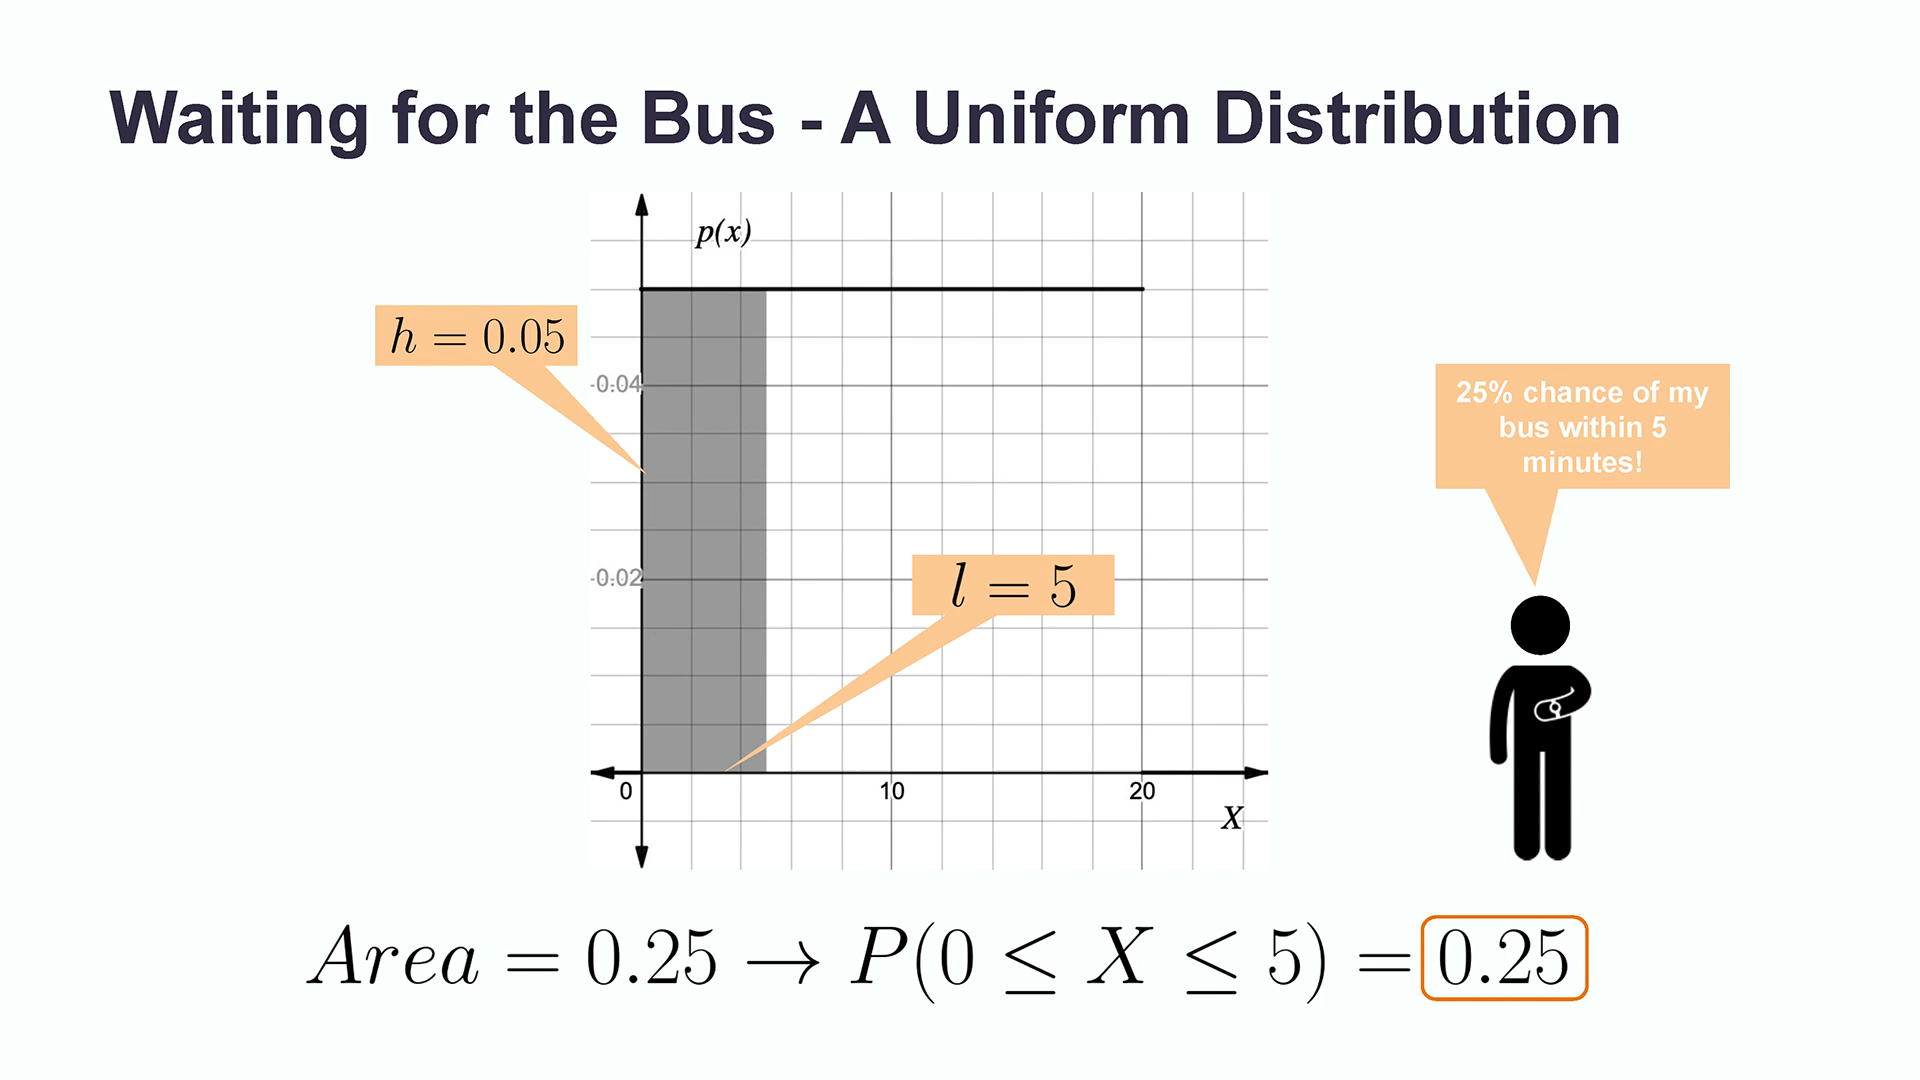 Waiting for the Bus - A Uniform Distribution
p(x)
h = 0.05
0.04
25% chance of my
bus within 5
minutes!
0.02
l = 5
0
10
20
X
Area = 0.25 → P(0 ≤ X ≤ 5) = 0.25